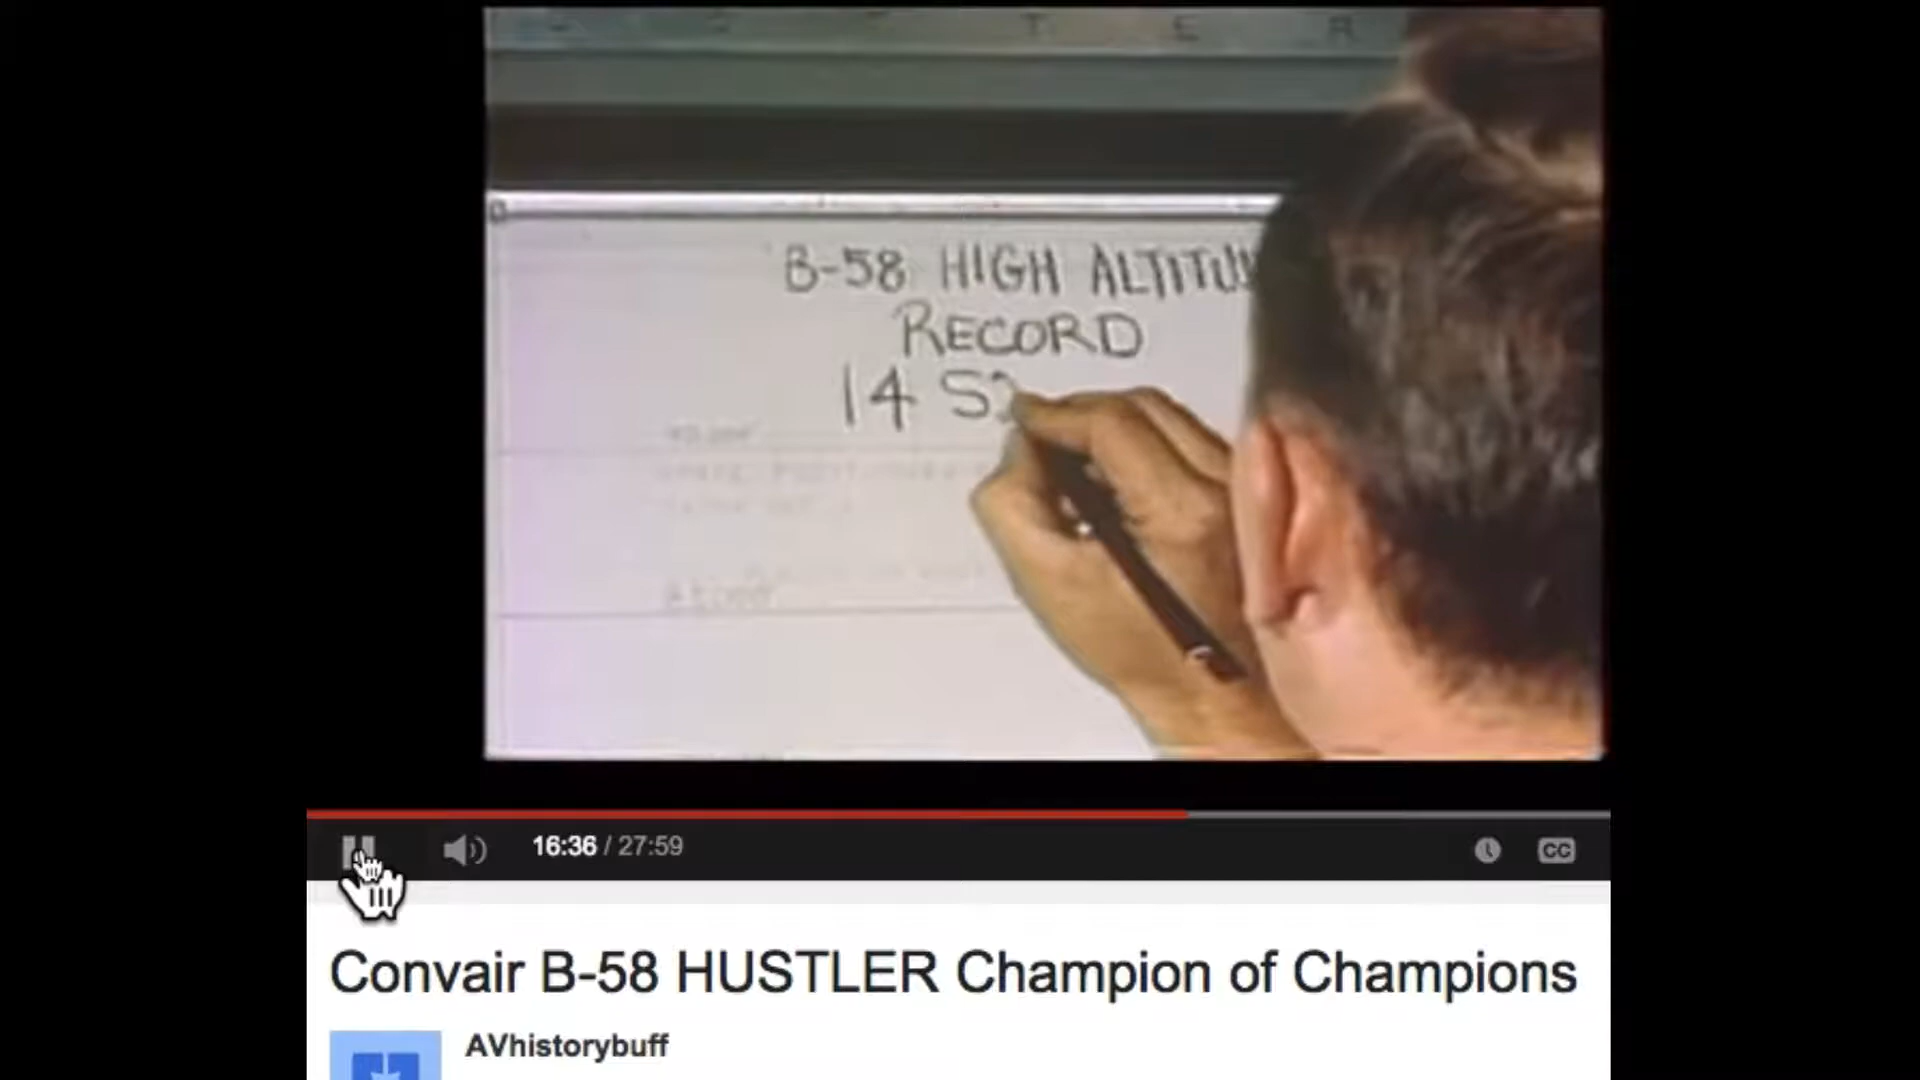 T E R
B-58 HIGH ALTITU
RECORD
14 S
16:36 / 27:59
CC
Convair B-58 HUSTLER Champion of Champions
AVhistorybuff